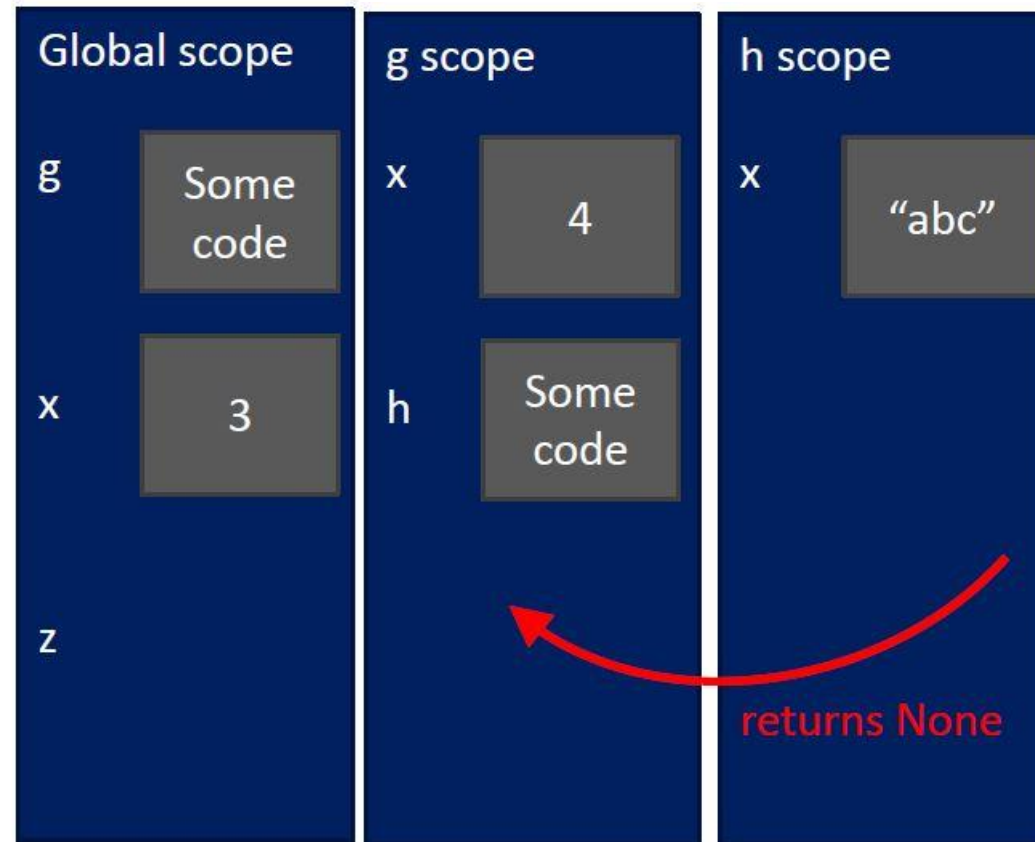 Global scope
g
Some
code
x
3
z
g scope
x
4
h
Some
code
h scope
x
“abc”
returns None